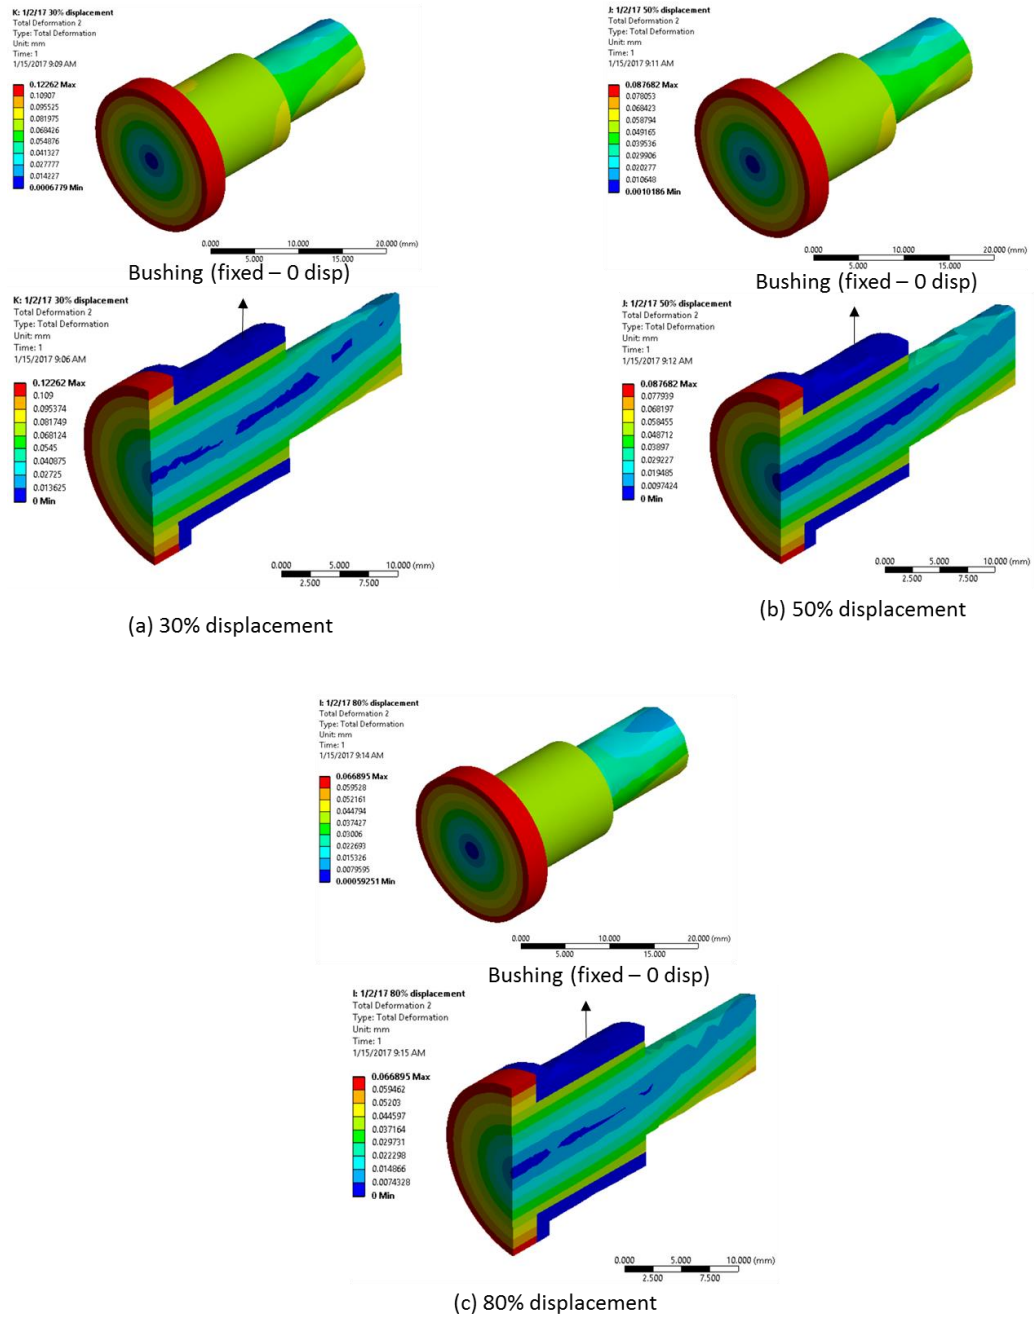 K: 1/2/17 30% displacement
Total Deformation 2
Type: Total Deformation
Unit: mm
Time: 1
1/15/2017 9:09 AM
0.12262 Max
0.10907
0.095525
0.081975
0.068426
0.054876
0.041327
0.027777
0.014227
0.0006779 Min
0.000 10.000 20.000 (mm)
5.000 15.000
Bushing (fixed – 0 disp)
K: 1/2/17 30% displacement
Total Deformation 2
Type: Total Deformation
Unit: mm
Time: 1
1/15/2017 9:06 AM
0.12262 Max
0.109
0.095374
0.081749
0.068124
0.0545
0.040875
0.02725
0.013625
0 Min
0.000 5.000 10.000 (mm)
2.500 7.500
(a) 30% displacement
J: 1/2/17 50% displacement
Total Deformation 2
Type: Total Deformation
Unit: mm
Time: 1
1/15/2017 9:11 AM
0.087682 Max
0.078053
0.068423
0.058794
0.049165
0.039536
0.029906
0.020277
0.010648
0.0010186 Min
0.000 10.000 20.000 (mm)
5.000 15.000
Bushing (fixed – 0 disp)
J: 1/2/17 50% displacement
Total Deformation 2
Type: Total Deformation
Unit: mm
Time: 1
1/15/2017 9:12 AM
0.087682 Max
0.077939
0.068197
0.058455
0.048712
0.03897
0.029227
0.019485
0.0097424
0 Min
0.000 5.000 10.000 (mm)
2.500 7.500
(b) 50% displacement
I: 1/2/17 80% displacement
Total Deformation 2
Type: Total Deformation
Unit: mm
Time: 1
1/15/2017 9:14 AM
0.066895 Max
0.059528
0.052161
0.044794
0.037427
0.03006
0.022693
0.015326
0.0079595
0.00059251 Min
0.000 10.000 20.000 (mm)
5.000 15.000
Bushing (fixed – 0 disp)
I: 1/2/17 80% displacement
Total Deformation 2
Type: Total Deformation
Unit: mm
Time: 1
1/15/2017 9:15 AM
0.066895 Max
0.059462
0.05203
0.044597
0.037164
0.029731
0.022298
0.014866
0.0074328
0 Min
0.000 5.000 10.000 (mm)
2.500 7.500
(c) 80% displacement